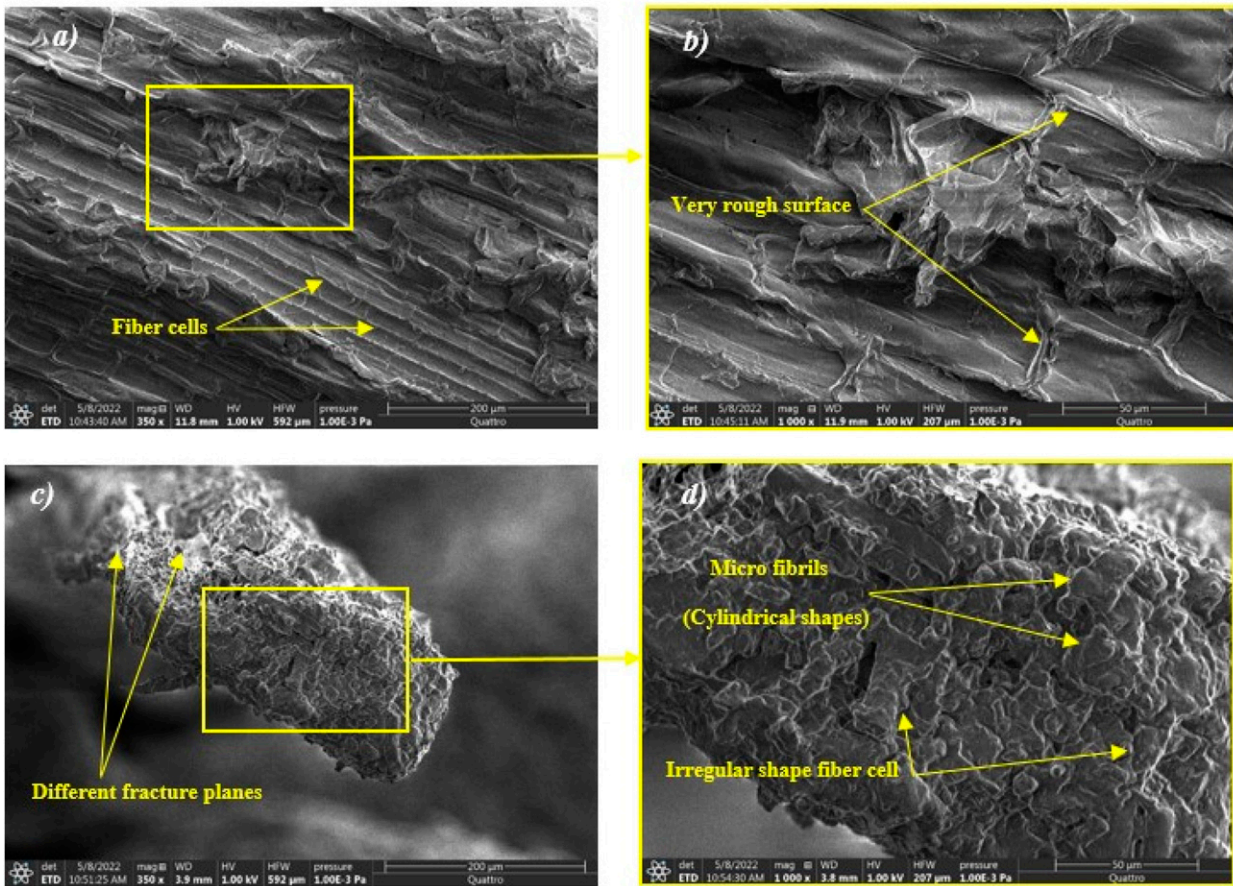 a)
Fiber cells
det 5/8/2022 mag WD HV HFW pressure 200 µm
ETD 10:43:40 AM 350 x 11.8 mm 1.00 kV 592 µm 1.00E-3 Pa Quattro
b)
Very rough surface
det 5/8/2022 mag WD HV HFW pressure 50 µm
ETD 10:45:11 AM 1 000 x 11.9 mm 1.00 kV 207 µm 1.00E-3 Pa Quattro
c)
Different fracture planes
det 5/8/2022 mag WD HV HFW pressure 200 µm
ETD 10:51:25 AM 350 x 3.9 mm 1.00 kV 592 µm 1.00E-3 Pa Quattro
d)
Micro fibrils
(Cylindrical shapes)
Irregular shape fiber cell
det 5/8/2022 mag WD HV HFW pressure 50 µm
ETD 10:54:30 AM 1 000 x 3.8 mm 1.00 kV 207 µm 1.00E-3 Pa Quattro